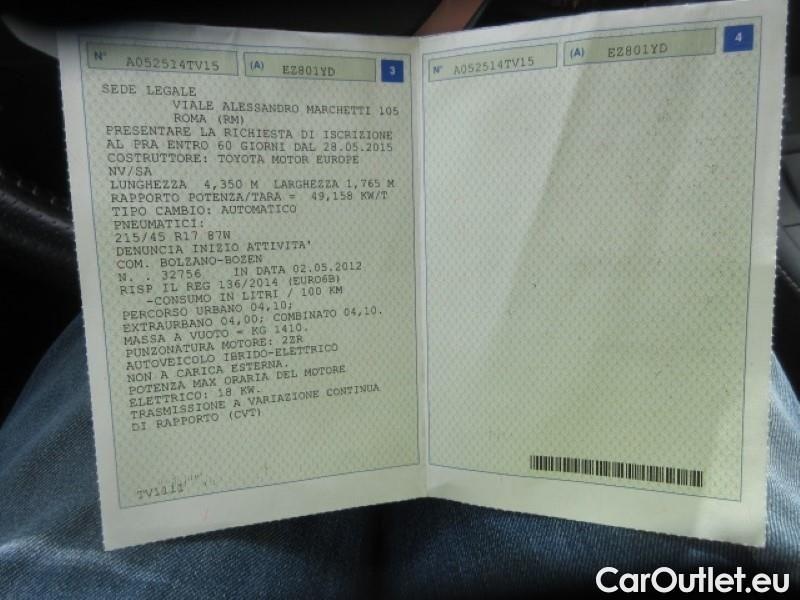 N° A052514TV15 (A) EZ801YD 3
SEDE LEGALE
VIALE ALESSANDRO MARCHETTI 105
ROMA (RM)
PRESENTARE LA RICHIESTA DI ISCRIZIONE
AL PRA ENTRO 60 GIORNI DAL 28.05.2015
COSTRUTTORE: TOYOTA MOTOR EUROPE
NV/SA
LUNGHEZZA 4,350 M LARGHEZZA 1,765 M
RAPPORTO POTENZA/TARA = 49,158 KW/T
TIPO CAMBIO: AUTOMATICO
PNEUMATICI:
215/45 R17 87W
DENUNCIA INIZIO ATTIVITA'
COM. BOLZANO-BOZEN
N. . 32756 IN DATA 02.05.2012
RISP IL REG 136/2014 (EURO6B)
-CONSUMO IN LITRI / 100 KM
PERCORSO URBANO 04,10;
EXTRAURBANO 04,00; COMBINATO 04,10.
MASSA A VUOTO = KG 1410.
PUNZONATURA MOTORE: 2ZR
AUTOVEICOLO IBRIDO-ELETTRICO
NON A CARICA ESTERNA.
POTENZA MAX ORARIA DEL MOTORE
ELETTRICO: 18 KW.
TRASMISSIONE A VARIAZIONE CONTINUA
DI RAPPORTO (CVT)
N° A052514TV15 (A) EZ801YD 4
CarOutlet.eu